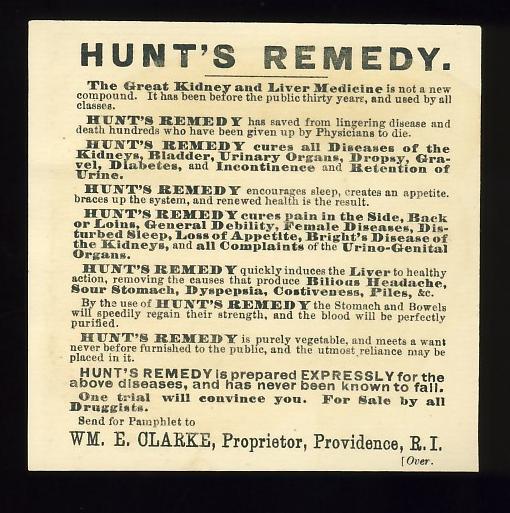 HUNT'S REMEDY.
The Great Kidney and Liver Medicine is not a new
compound. It has been before the public thirty years, and used by all
classes.
HUNT'S REMEDY has saved from lingering disease and
death hundreds who have been given up by Physicians to die.
HUNT'S REMEDY cures all Diseases of the
Kidneys, Bladder, Urinary Organs, Dropsy, Gra-
vel, Diabetes, and Incontinence and Retention of
Urine.
HUNT'S REMEDY encourages sleep, creates an appetite.
braces up the system, and renewed health is the result.
HUNT'S REMEDY cures pain in the Side, Back
or Loins, General Debility, Female Diseases, Dis-
turbed Sleep, Loss of Appetite, Bright's Disease of
the Kidneys, and all Complaints of the Urino-Genital
Organs.
HUNT'S REMEDY quickly induces the Liver to healthy
action, removing the causes that produce Bilious Headache,
Sour Stomach, Dyspepsia, Costiveness, Piles, &c.
By the use of HUNT'S REMEDY the Stomach and Bowels
will speedily regain their strength, and the blood will be perfectly
purified.
HUNT'S REMEDY is purely vegetable, and meets a want
never before furnished to the public, and the utmost reliance may be
placed in it.
HUNT'S REMEDY is prepared EXPRESSLY for the
above diseases, and has never been known to fail.
One trial will convince you. For Sale by all
Druggists.
Send for Pamphlet to
WM. E. CLARKE, Proprietor, Providence, R. I.
[Over.